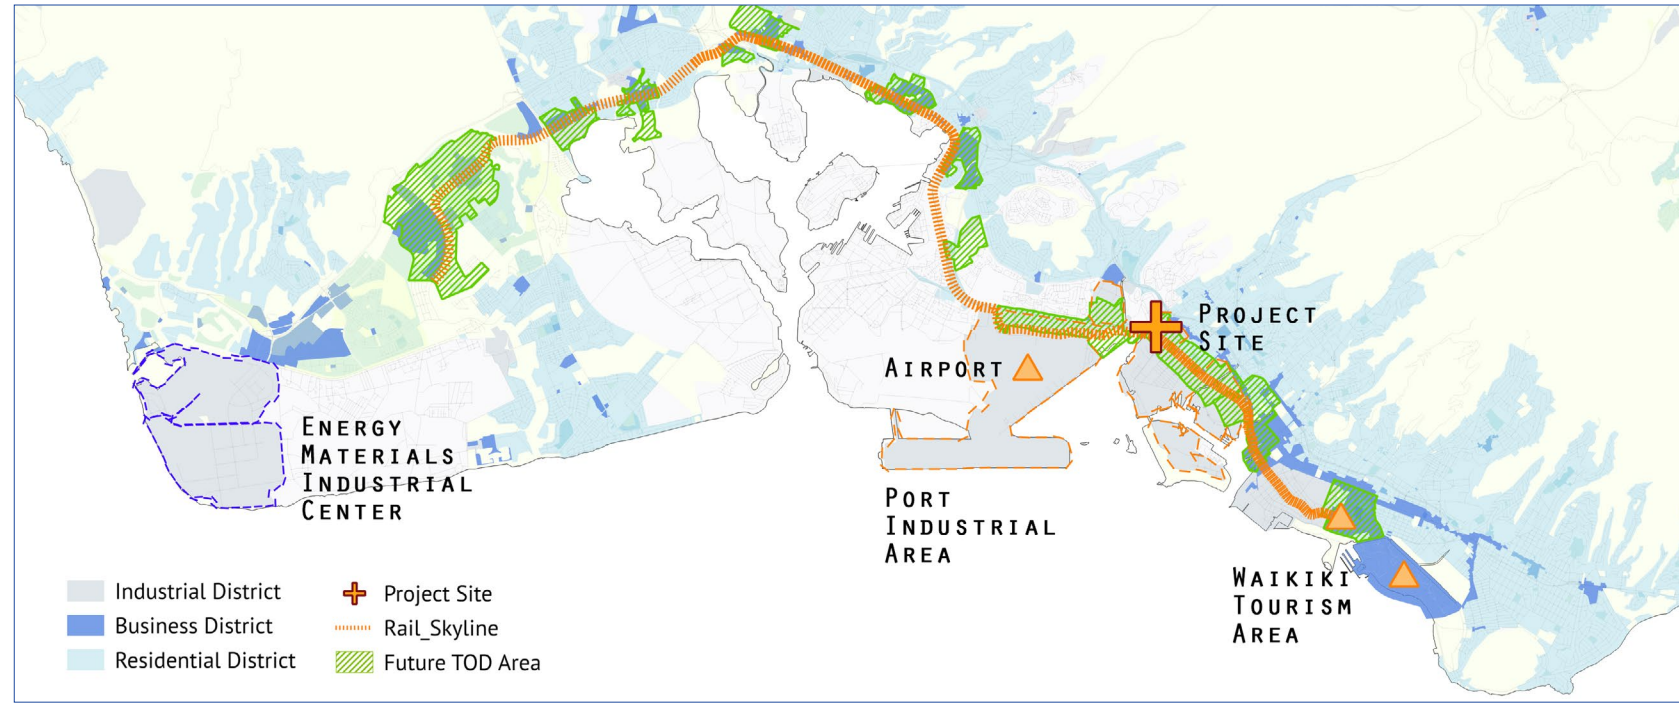 PROJECT
SITE
AIRPORT
ENERGY
MATERIALS
INDUSTRIAL
CENTER
PORT
INDUSTRIAL
AREA
WAIKIKI
TOURISM
AREA
Industrial District
Business District
Residential District
Project Site
Rail_Skyline
Future TOD Area